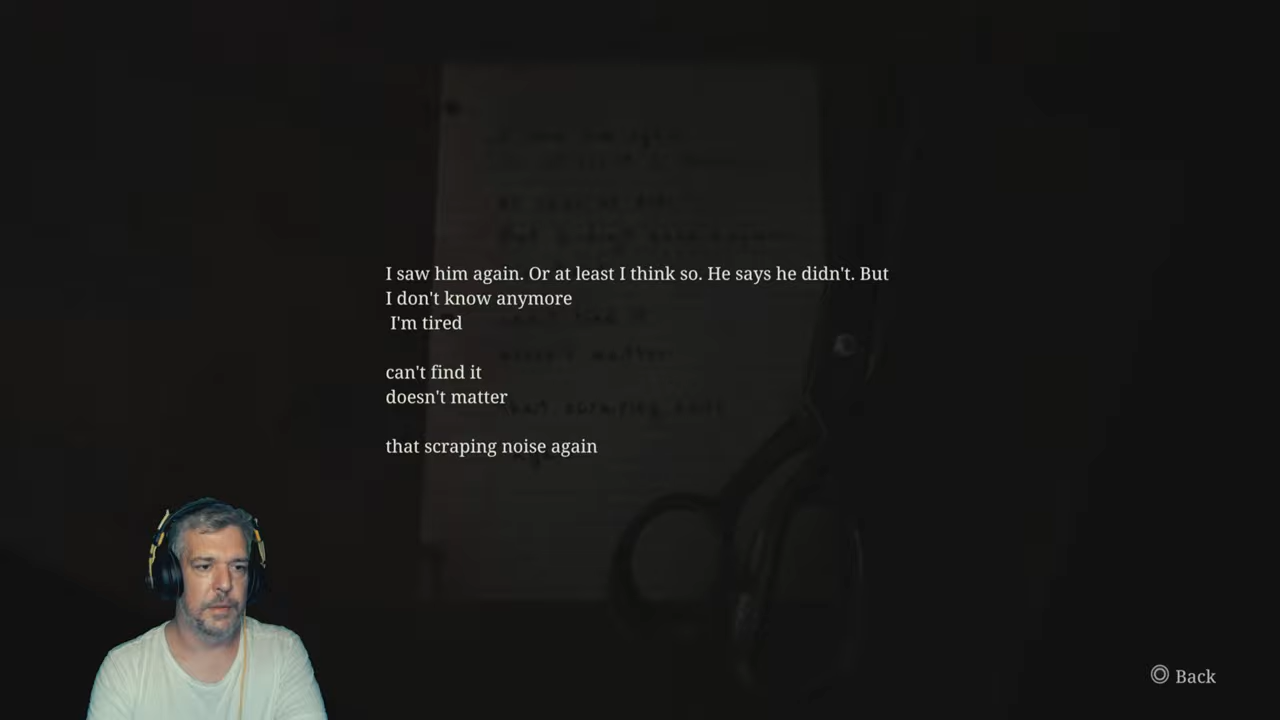 I saw him again. Or at least I think so. He says he didn't. But
I don't know anymore
I'm tired
can't find it
doesn't matter
that scraping noise again
Back